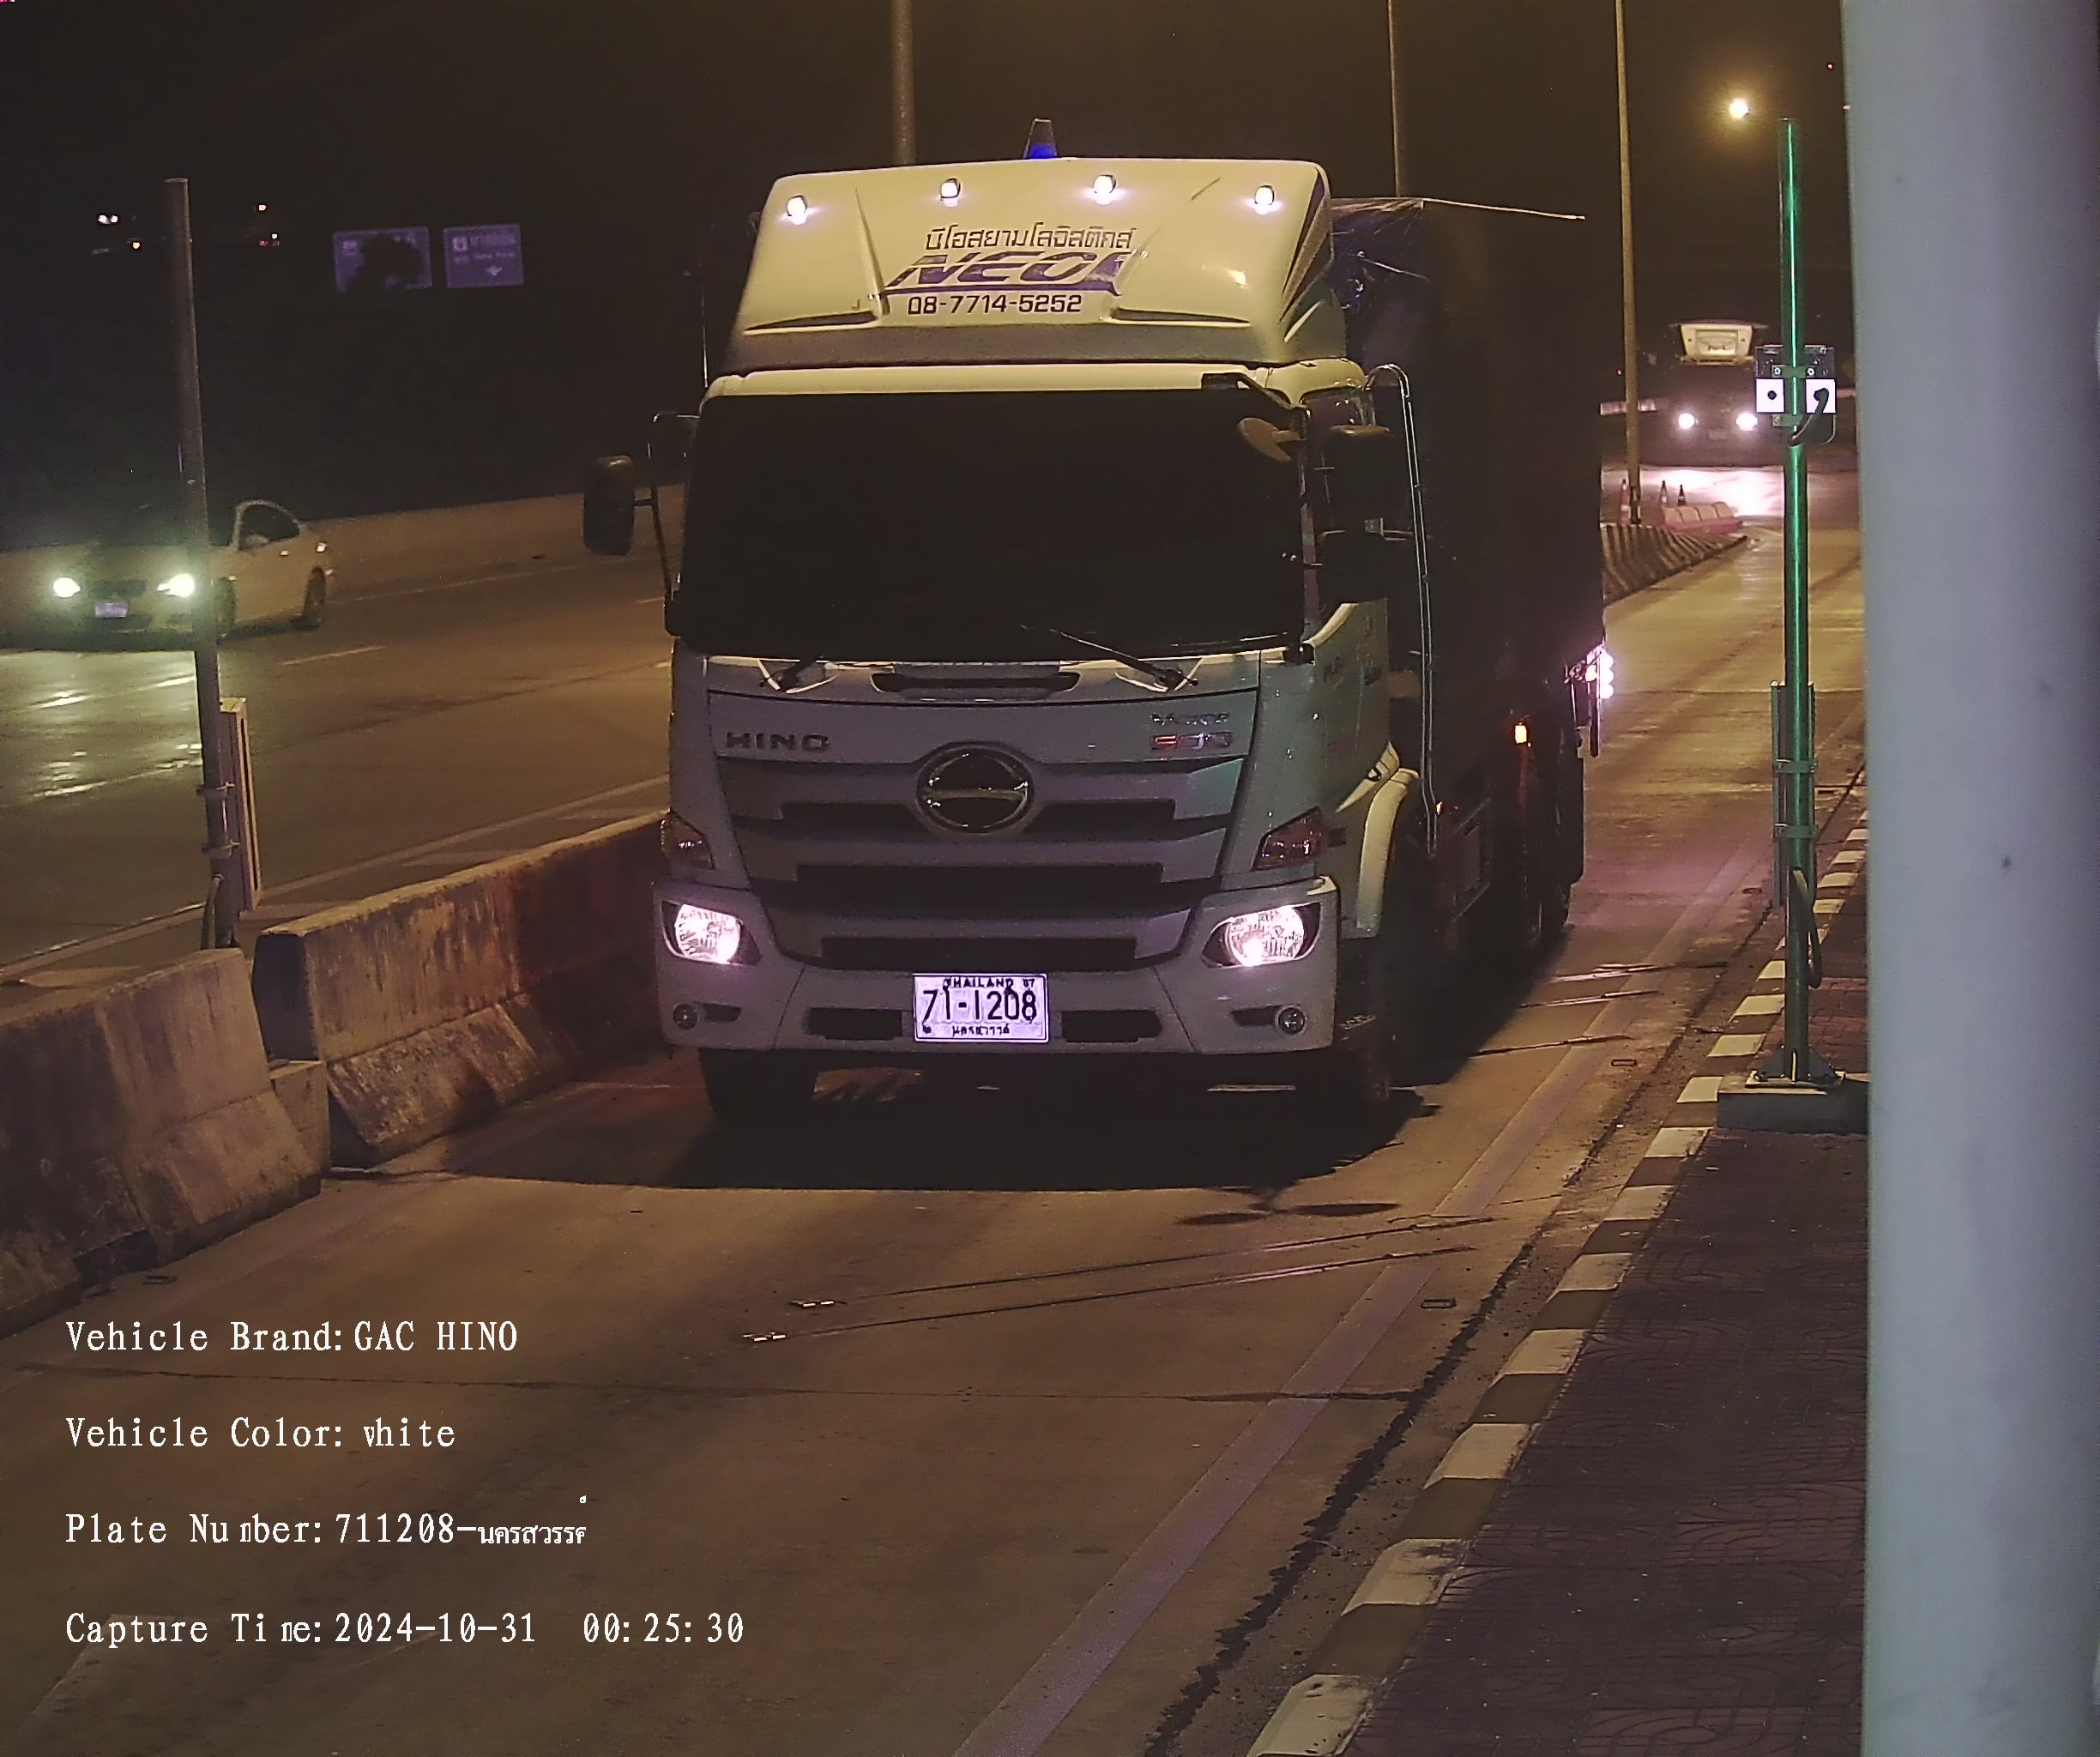 นีโอสยามโลจิสติกส์
NEO
08-7714-5252
HINO
500
THAILAND
71-1208
นครสวรรค์
Vehicle Brand:GAC HINO
Vehicle Color:white
Plate Number:711208-นครสวรรค์
Capture Time:2024-10-31 00:25:30